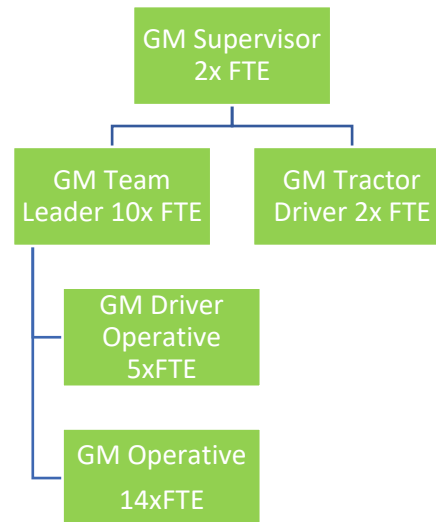 GM Supervisor
2x FTE
GM Team
Leader 10x FTE
GM Tractor
Driver 2x FTE
GM Driver
Operative
5xFTE
GM Operative
14xFTE